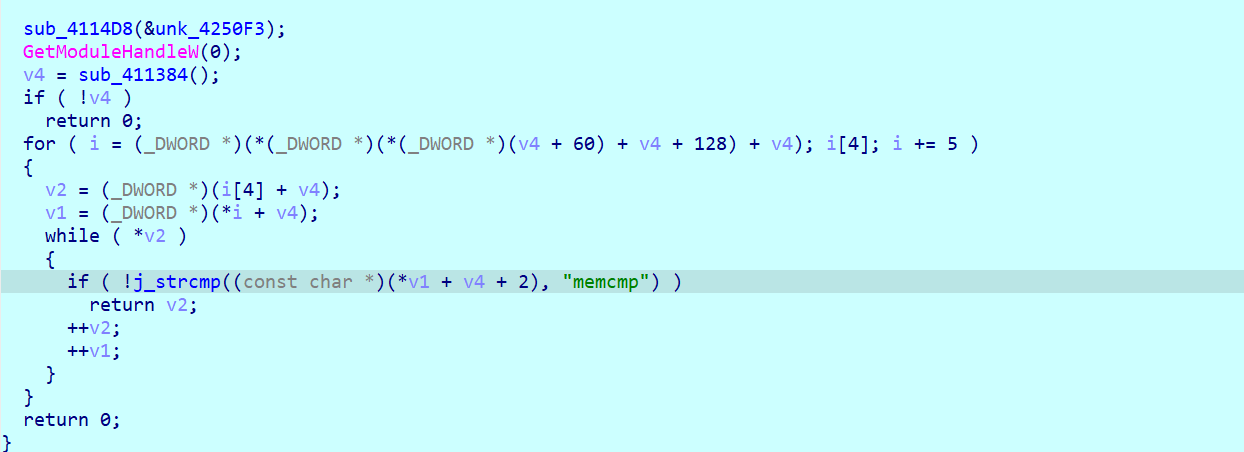 sub_4114D8(&unk_4250F3);
GetModuleHandleW(0);
v4 = sub_411384();
if ( !v4 )
return 0;
for ( i = (_DWORD *)(*(_DWORD *)(*(_DWORD *)(v4 + 60) + v4 + 128) + v4); i[4]; i += 5 )
{
v2 = (_DWORD *)(i[4] + v4);
v1 = (_DWORD *)(*i + v4);
while ( *v2 )
{
if ( !j_strcmp((const char *)(*v1 + v4 + 2), "memcmp") )
return v2;
++v2;
++v1;
}
}
return 0;
}